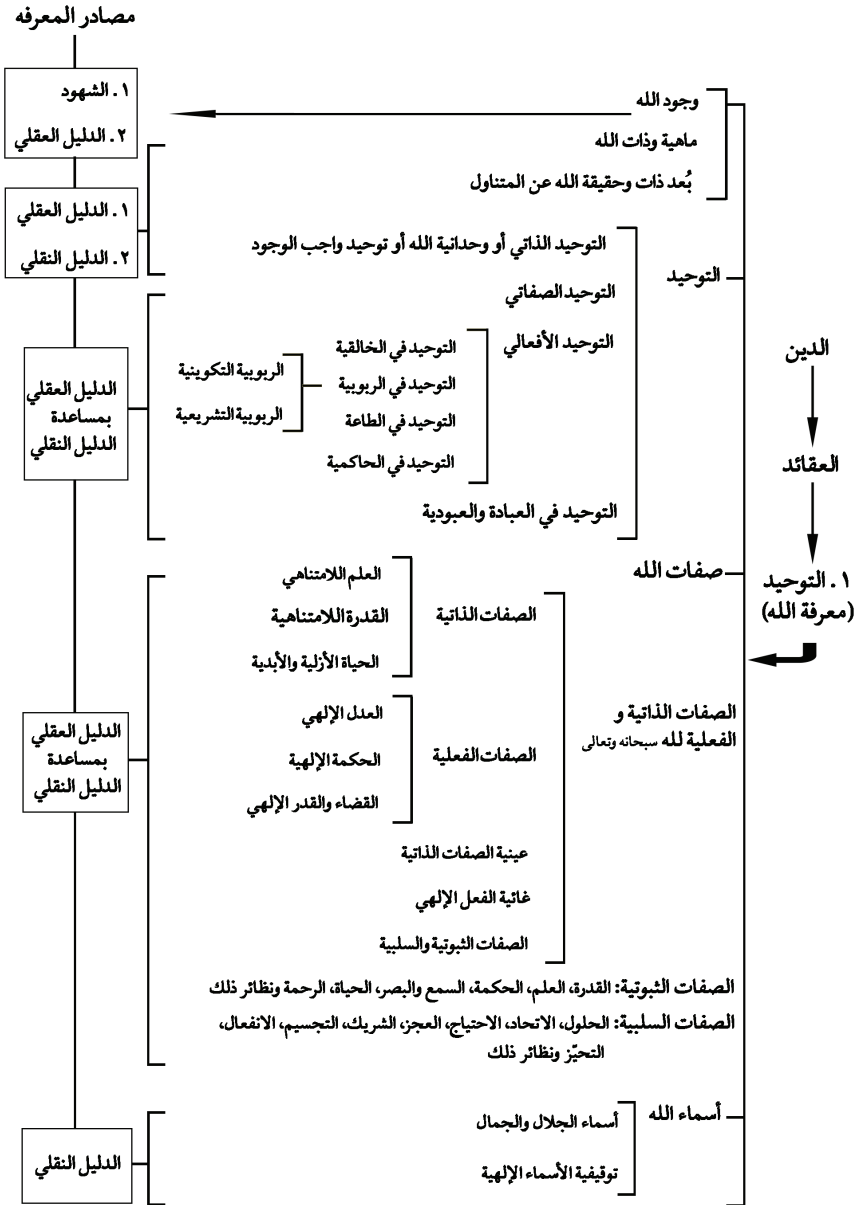 مصادر المعرفه
١. الشهود
٢. الدليل العقلي
١. الدليل العقلي
٢. الدليل النقلي
الدليل العقلي
بمساعدة
الدليل النقلي
الدليل العقلي
بمساعدة
الدليل النقلي
الدليل النقلي
الدين
العقائد
١. التوحيد
(معرفة الله)
وجود الله
ماهية وذات الله
بُعد ذات وحقيقة الله عن المتناول
التوحيد
التوحيد الذاتي أو وحدانية الله أو توحيد واجب الوجود
التوحيد الصفاتي
التوحيد الأفعالي
التوحيد في الخالقية
التوحيد في الربوبية
الربوبية التكوينية
الربوبية التشريعية
التوحيد في الطاعة
التوحيد في الحاكمية
التوحيد في العبادة والعبودية
صفات الله
الصفات الذاتية و
الفعلية لله سبحانه وتعالى
الصفات الذاتية
العلم اللامتناهي
القدرة اللامتناهية
الحياة الأزلية والأبدية
الصفات الفعلية
العدل الإلهي
الحكمة الإلهية
القضاء والقدر الإلهي
عينية الصفات الذاتية
غائية الفعل الإلهي
الصفات الثبوتية والسلبية
الصفات الثبوتية: القدرة، العلم، الحكمة، السمع والبصر، الحياة، الرحمة ونظائر ذلك
الصفات السلبية: الحلول، الاتحاد، الاحتياج، العجز، الشريك، التجسيم، الانفعال،
التحيّز ونظائر ذلك
أسماء الله
أسماء الجلال والجمال
توقيفية الأسماء الإلهية